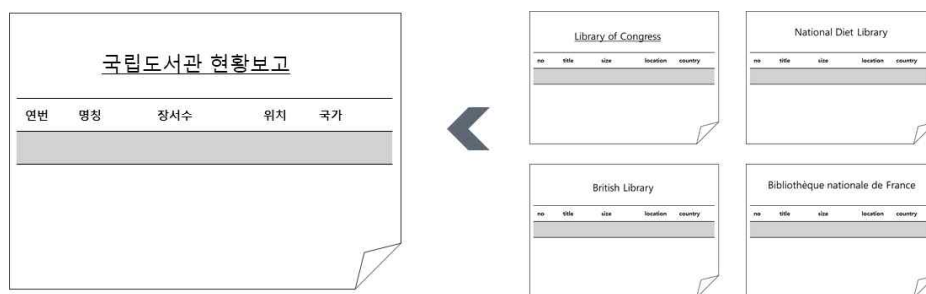 국립도서관 현황보고
연번 명칭 장서수 위치 국가
Library of Congress
no title size location country
National Diet Library
no title size location country
British Library
no title size location country
Bibliothèque nationale de France
no title size location country